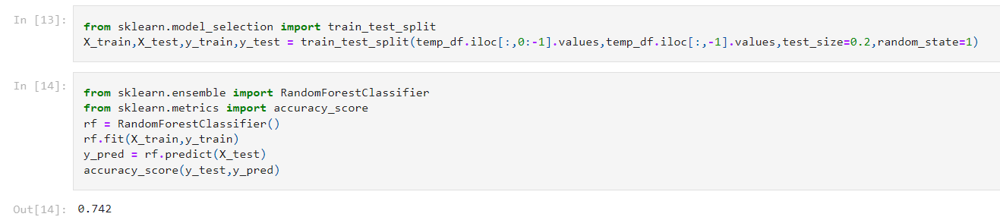 In [13]:
from sklearn.model_selection import train_test_split
X_train,X_test,y_train,y_test = train_test_split(temp_df.iloc[:,0:-1].values,temp_df.iloc[:,-1].values,test_size=0.2,random_state=1)
In [14]:
from sklearn.ensemble import RandomForestClassifier
from sklearn.metrics import accuracy_score
rf = RandomForestClassifier()
rf.fit(X_train,y_train)
y_pred = rf.predict(X_test)
accuracy_score(y_test,y_pred)
Out[14]: 0.742